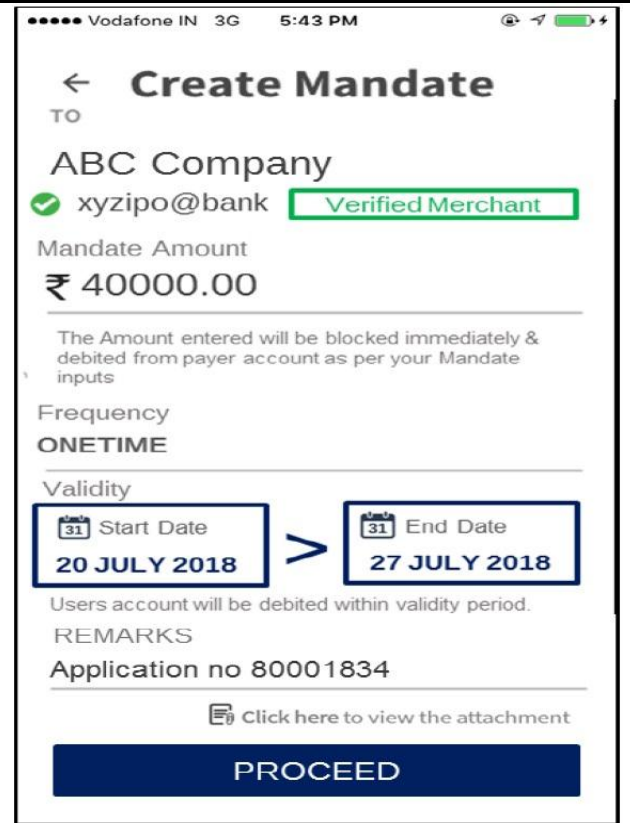 Vodafone IN 3G 5:43 PM
← Create Mandate
TO
ABC Company
xyzipo@bank Verified Merchant
Mandate Amount
₹ 40000.00
The Amount entered will be blocked immediately &
debited from payer account as per your Mandate
inputs
Frequency
ONETIME
Validity
31 Start Date > 31 End Date
20 JULY 2018 27 JULY 2018
Users account will be debited within validity period.
REMARKS
Application no 80001834
Click here to view the attachment
PROCEED